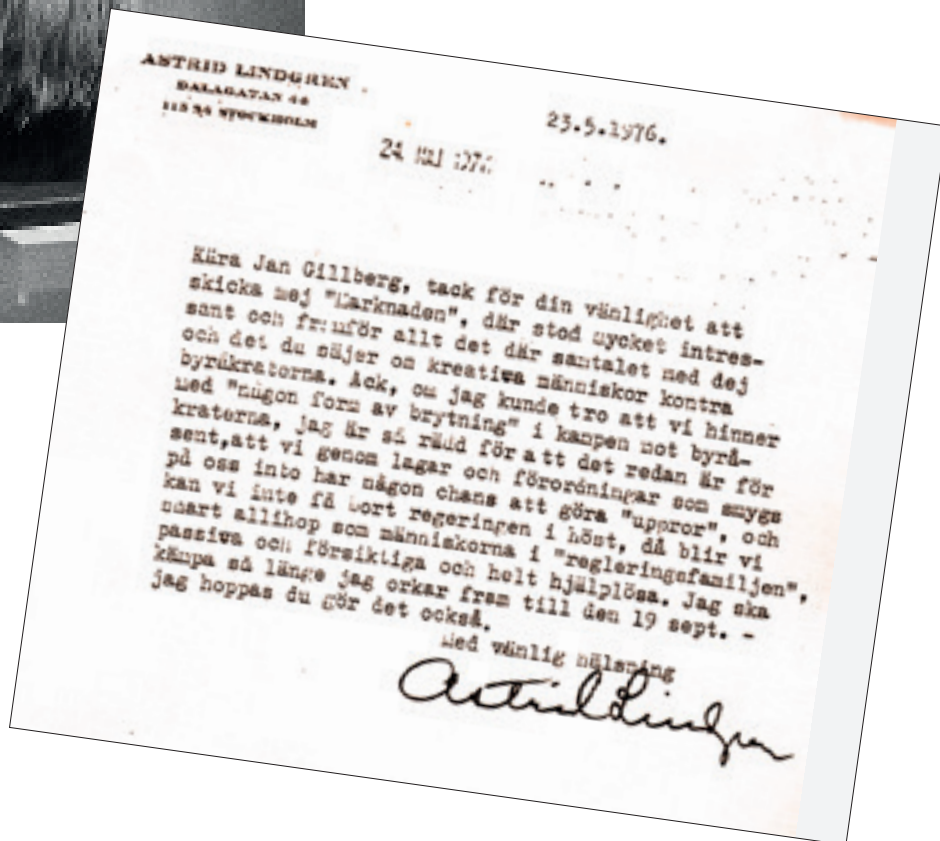 ASTRID LINDGREN
DALAGATAN 46
STOCKHOLM
23.5.1976.
24 MAJ 197
Kära Jan Gillberg, tack för din vänlighet att
skicka mej "Marknaden", där stod mycket intres-
sant och framför allt det där samtalet med dej
och det du säjer om kreativa människor kontra
byråkraterna. Ack, om jag kunde tro att vi hinner
med "någon form av brytning" i kampen mot byrå-
kraterna, jag är så rädd för att det redan är för
sent,att vi genom lagar och förordningar som smygs
på oss inte har någon chans att göra "uppror", och
kan vi inte få bort regeringen i höst, då blir vi
snart allihop som människorna i "regleringsfamiljen",
passiva och försiktiga och helt hjälplösa. Jag ska
kämpa så länge jag orkar fram till den 19 sept. -
jag hoppas du gör det också.
Med vänlig hälsning
Astrid Lindgren